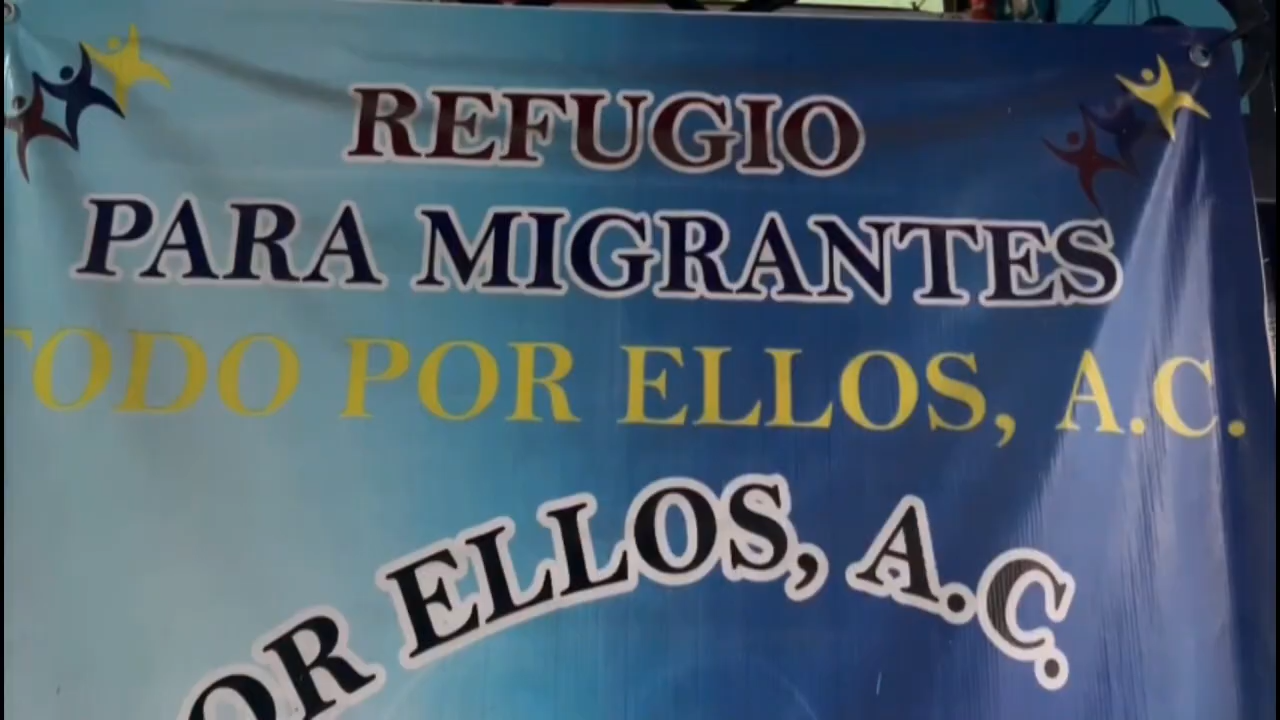 REFUGIO
PARA MIGRANTES
TODO POR ELLOS, A.C.
OR ELLOS, A.C.